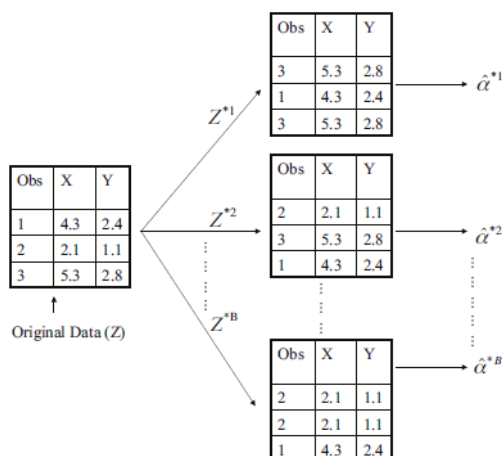 Obs X Y
3 5.3 2.8
1 4.3 2.4
3 5.3 2.8
Z*1
α̂*1
Obs X Y
1 4.3 2.4
2 2.1 1.1
3 5.3 2.8
Original Data (Z)
Z*2
Obs X Y
2 2.1 1.1
3 5.3 2.8
1 4.3 2.4
α̂*2
Z*B
Obs X Y
2 2.1 1.1
2 2.1 1.1
1 4.3 2.4
α̂*B